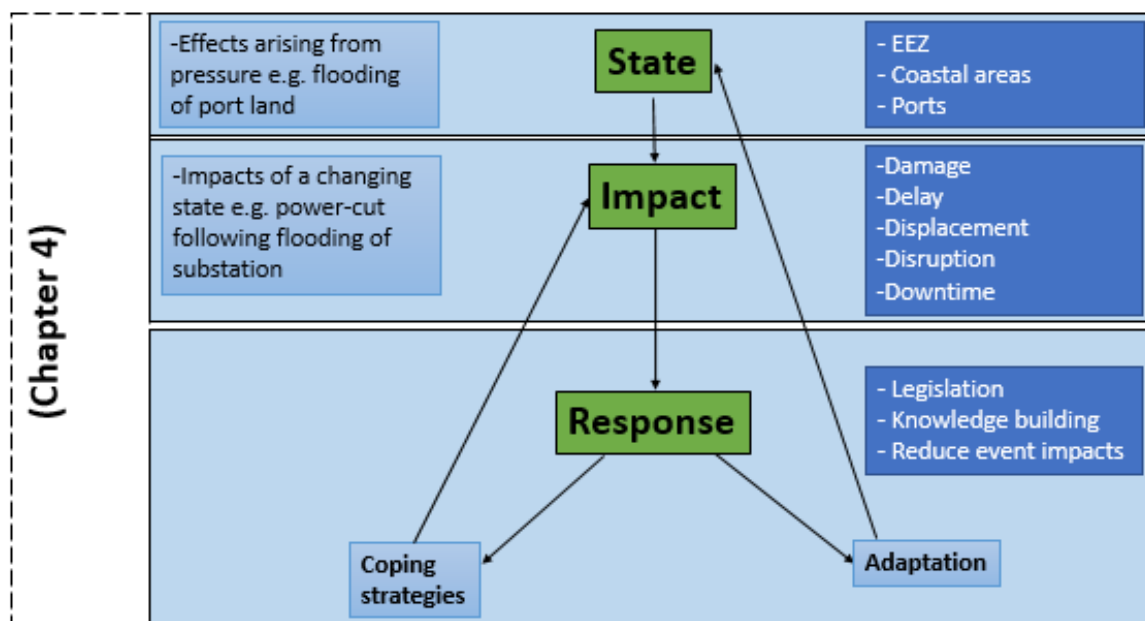 (Chapter 4)
-Effects arising from
pressure e.g. flooding
of port land
State
- EEZ
- Coastal areas
- Ports
-Impacts of a changing
state e.g. power-cut
following flooding of
substation
Impact
-Damage
-Delay
-Displacement
-Disruption
-Downtime
Response
- Legislation
- Knowledge building
- Reduce event impacts
Coping
strategies
Adaptation